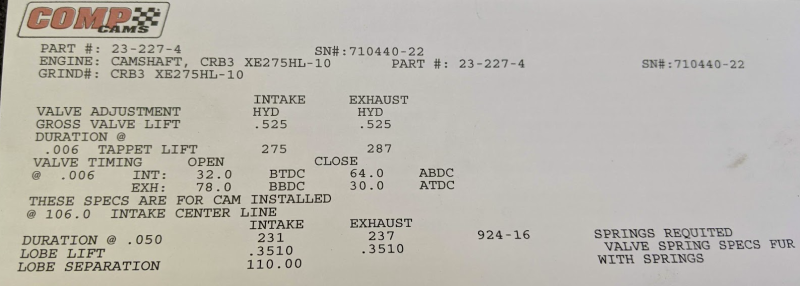 COMP
CAMS
PART #: 23-227-4 SN#:710440-22
ENGINE: CAMSHAFT, CRB3 XE275HL-10 PART #: 23-227-4 SN#:710440-22
GRIND#: CRB3 XE275HL-10
INTAKE EXHAUST
VALVE ADJUSTMENT HYD HYD
GROSS VALVE LIFT .525 .525
DURATION @
.006 TAPPET LIFT 275 287
VALVE TIMING OPEN CLOSE
@ .006 INT: 32.0 BTDC 64.0 ABDC
EXH: 78.0 BBDC 30.0 ATDC
THESE SPECS ARE FOR CAM INSTALLED
@ 106.0 INTAKE CENTER LINE
INTAKE EXHAUST
DURATION @ .050 231 237 924-16 SPRINGS REQUITED
LOBE LIFT .3510 .3510 VALVE SPRING SPECS FUR
LOBE SEPARATION 110.00 WITH SPRINGS